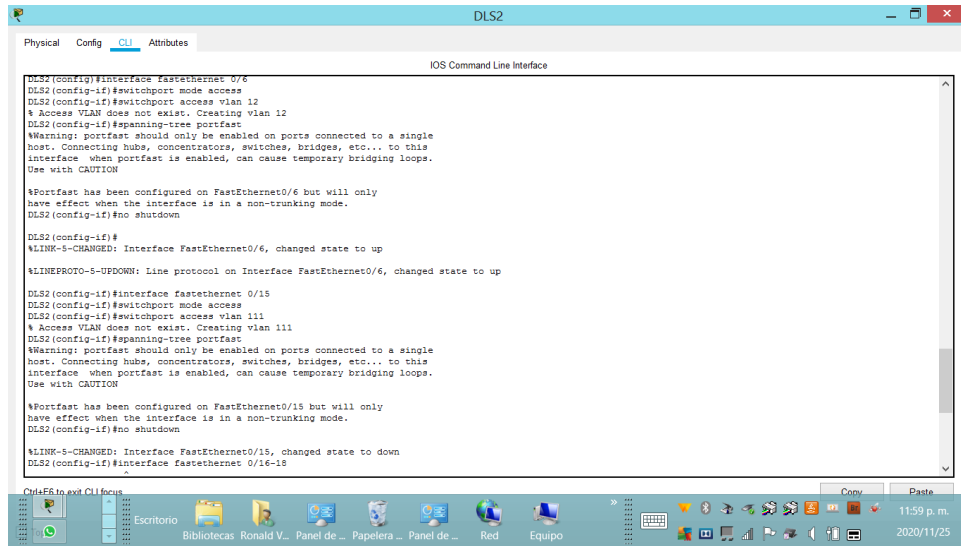 DLS2
Physical Config CLI Attributes
IOS Command Line Interface
DLS2(config)#interface fastethernet 0/6
DLS2(config-if)#switchport mode access
DLS2(config-if)#switchport access vlan 12
% Access VLAN does not exist. Creating vlan 12
DLS2(config-if)#spanning-tree portfast
%Warning: portfast should only be enabled on ports connected to a single
host. Connecting hubs, concentrators, switches, bridges, etc... to this
interface when portfast is enabled, can cause temporary bridging loops.
Use with CAUTION
%Portfast has been configured on FastEthernet0/6 but will only
have effect when the interface is in a non-trunking mode.
DLS2(config-if)#no shutdown
DLS2(config-if)#
%LINK-5-CHANGED: Interface FastEthernet0/6, changed state to up
%LINEPROTO-5-UPDOWN: Line protocol on Interface FastEthernet0/6, changed state to up
DLS2(config-if)#interface fastethernet 0/15
DLS2(config-if)#switchport mode access
DLS2(config-if)#switchport access vlan 111
% Access VLAN does not exist. Creating vlan 111
DLS2(config-if)#spanning-tree portfast
%Warning: portfast should only be enabled on ports connected to a single
host. Connecting hubs, concentrators, switches, bridges, etc... to this
interface when portfast is enabled, can cause temporary bridging loops.
Use with CAUTION
%Portfast has been configured on FastEthernet0/15 but will only
have effect when the interface is in a non-trunking mode.
DLS2(config-if)#no shutdown
%LINK-5-CHANGED: Interface FastEthernet0/15, changed state to down
DLS2(config-if)#interface fastethernet 0/16-18
^
Ctrl+F6 to exit CLI focus
Copy Paste
Escritorio
Bibliotecas Ronald V... Panel de ... Papelera ... Panel de ... Red Equipo
11:59 p. m.
2020/11/25